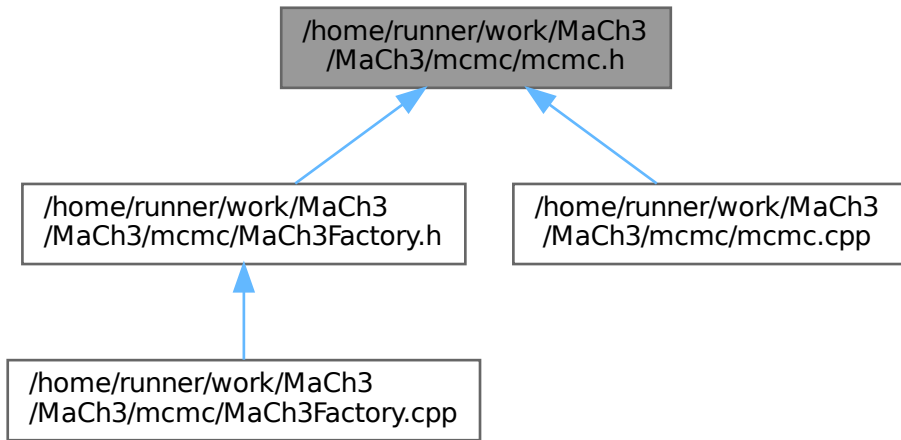 /home/runner/work/MaCh3
/MaCh3/mcmc/mcmc.h
/home/runner/work/MaCh3
/MaCh3/mcmc/MaCh3Factory.h
/home/runner/work/MaCh3
/MaCh3/mcmc/mcmc.cpp
/home/runner/work/MaCh3
/MaCh3/mcmc/MaCh3Factory.cpp